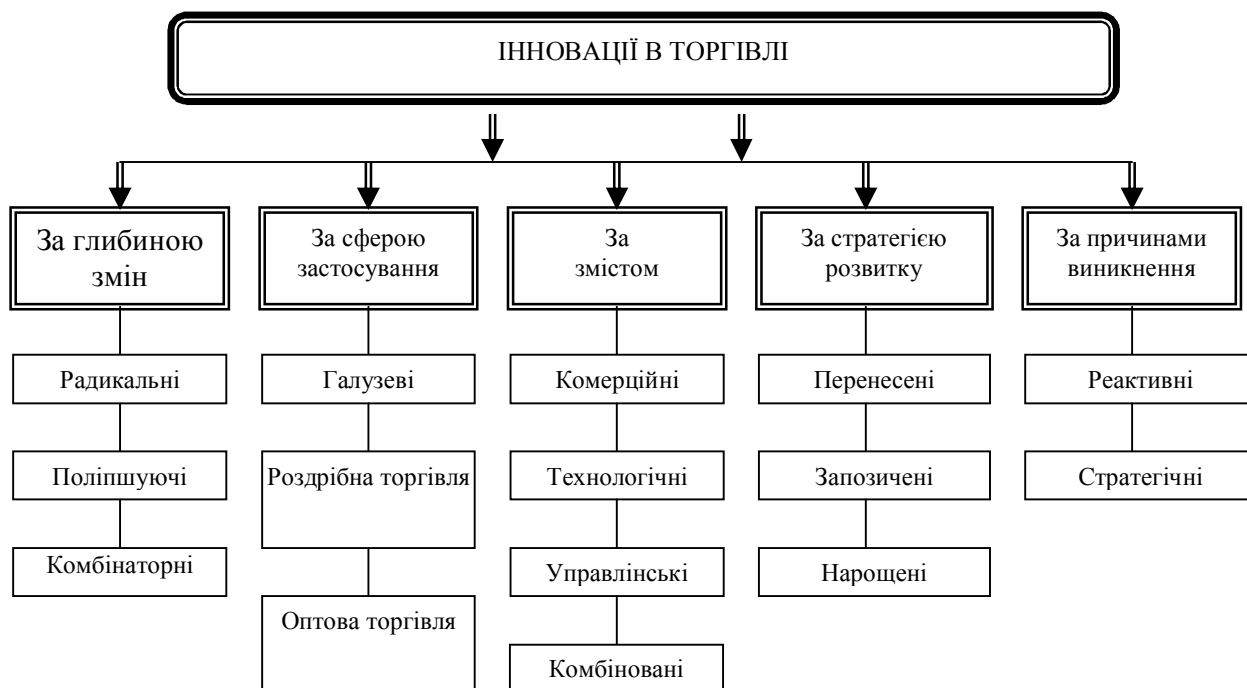 ІННОВАЦІЇ В ТОРГІВЛІ
За глибиною
змін
За сферою
застосування
За
змістом
За стратегією
розвитку
За причинами
виникнення
Радикальні
Галузеві
Комерційні
Перенесені
Реактивні
Поліпшуючі
Роздрібна торгівля
Технологічні
Запозичені
Стратегічні
Комбінаторні
Управлінські
Нарощені
Оптова торгівля
Комбіновані